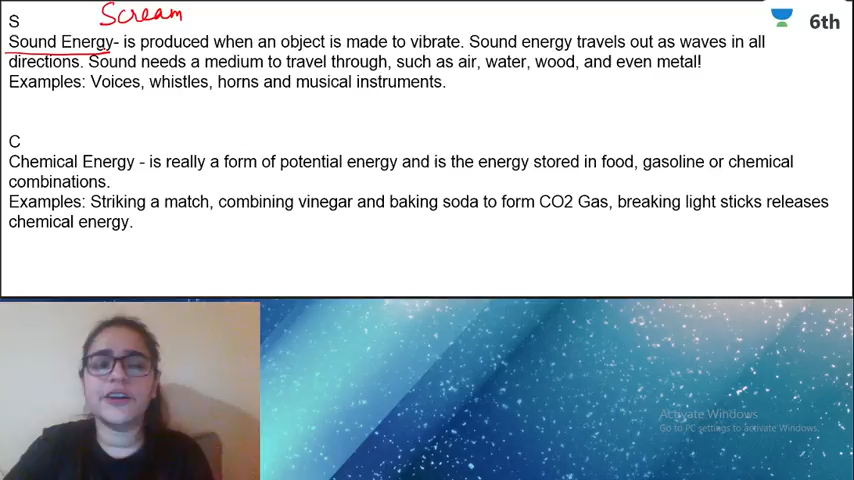 Scream
6th
S
Sound Energy- is produced when an object is made to vibrate. Sound energy travels out as waves in all
directions. Sound needs a medium to travel through, such as air, water, wood, and even metal!
Examples: Voices, whistles, horns and musical instruments.
C
Chemical Energy - is really a form of potential energy and is the energy stored in food, gasoline or chemical
combinations.
Examples: Striking a match, combining vinegar and baking soda to form CO2 Gas, breaking light sticks releases
chemical energy.
Activate Windows
Go to PC settings to activate Windows.